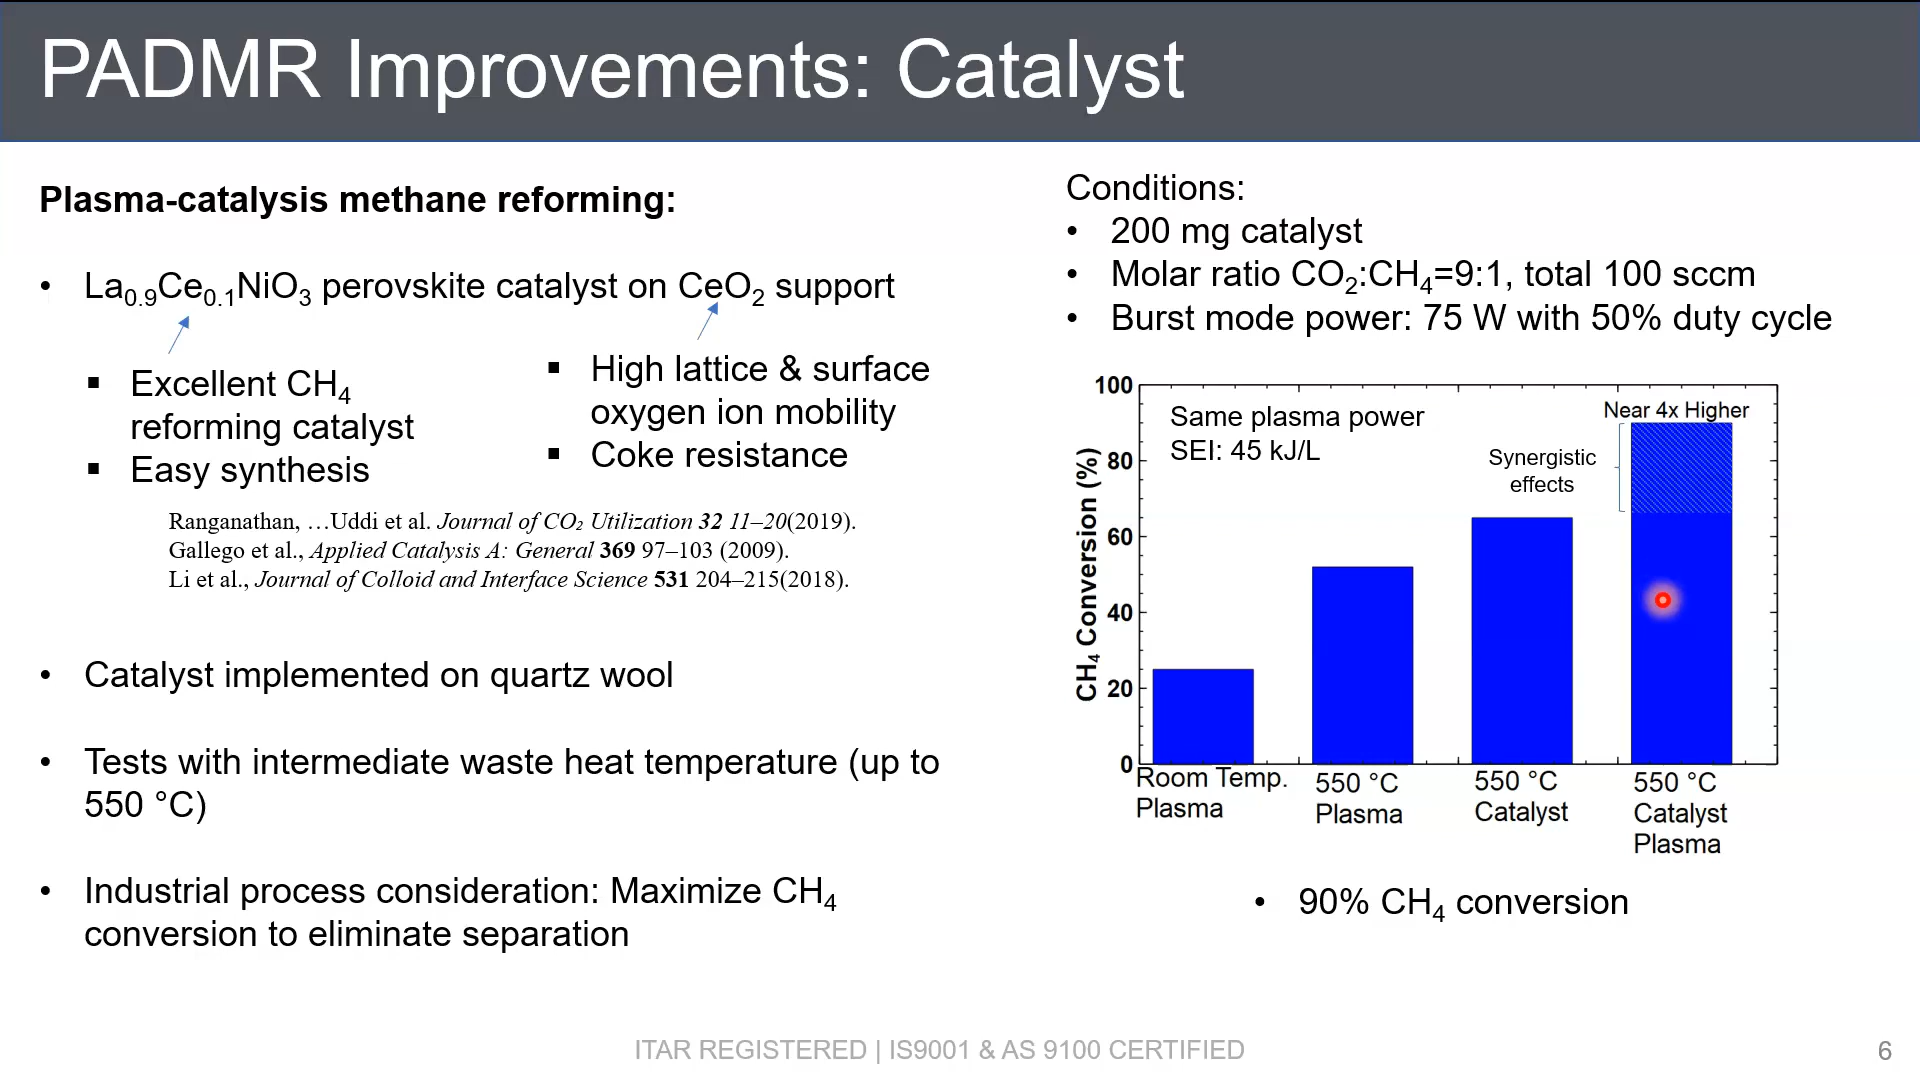 PADMR Improvements: Catalyst
Plasma-catalysis methane reforming:
• La₀.₉Ce₀.₁NiO₃ perovskite catalyst on CeO₂ support
▪ Excellent CH₄
reforming catalyst
▪ Easy synthesis
▪ High lattice & surface
oxygen ion mobility
▪ Coke resistance
Ranganathan, …Uddi et al. Journal of CO₂ Utilization 32 11–20(2019).
Gallego et al., Applied Catalysis A: General 369 97–103 (2009).
Li et al., Journal of Colloid and Interface Science 531 204–215(2018).
• Catalyst implemented on quartz wool
• Tests with intermediate waste heat temperature (up to
550 °C)
• Industrial process consideration: Maximize CH₄
conversion to eliminate separation
Conditions:
• 200 mg catalyst
• Molar ratio CO₂:CH₄=9:1, total 100 sccm
• Burst mode power: 75 W with 50% duty cycle
CH₄ Conversion (%)
100
80
60
40
20
0
Same plasma power
SEI: 45 kJ/L
Near 4x Higher
Synergistic
effects
Room Temp.
Plasma
550 °C
Plasma
550 °C
Catalyst
550 °C
Catalyst
Plasma
• 90% CH₄ conversion
ITAR REGISTERED | IS9001 & AS 9100 CERTIFIED
6